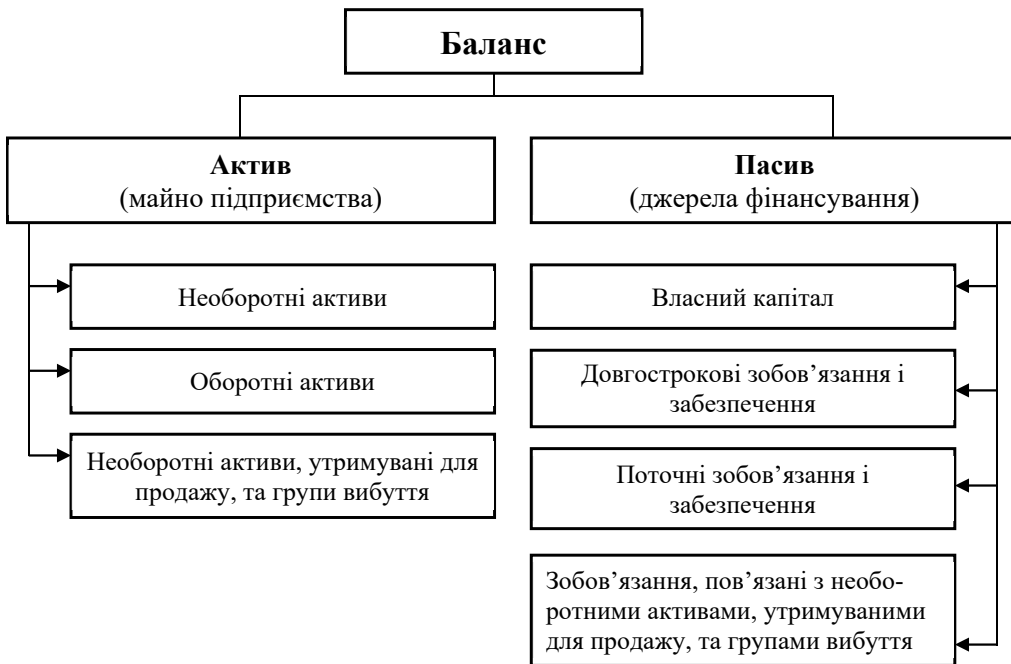 Баланс
Актив
(майно підприємства)
Необоротні активи
Оборотні активи
Необоротні активи, утримувані для
продажу, та групи вибуття
Пасив
(джерела фінансування)
Власний капітал
Довгострокові зобов’язання і
забезпечення
Поточні зобов’язання і
забезпечення
Зобов’язання, пов’язані з необо-
ротними активами, утримуваними
для продажу, та групами вибуття